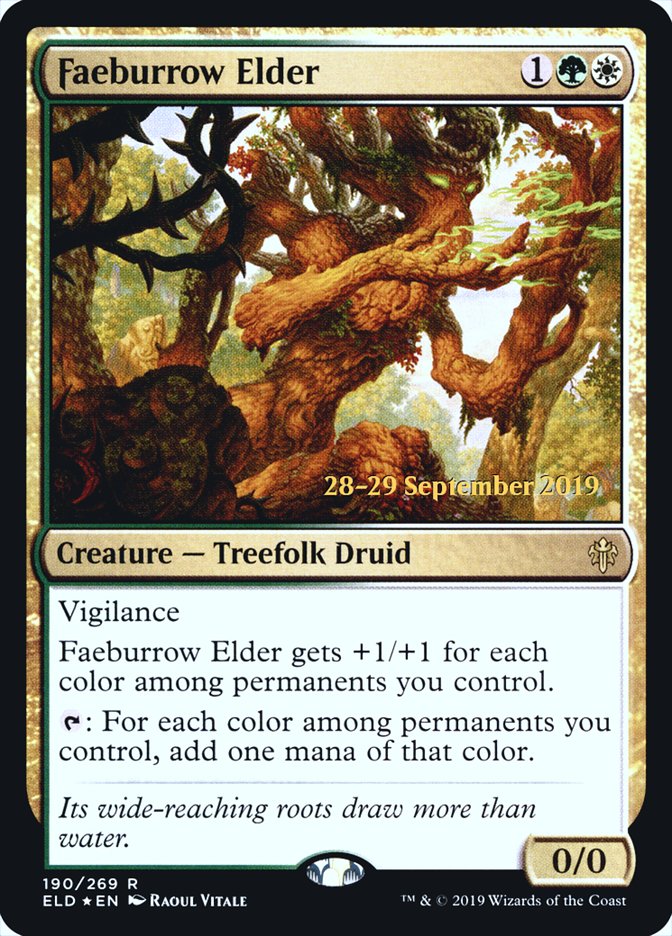 Faeburrow Elder 1
28–29 September 2019
Creature — Treefolk Druid
Vigilance
Faeburrow Elder gets +1/+1 for each
color among permanents you control.
: For each color among permanents you
control, add one mana of that color.
Its wide-reaching roots draw more than
water.
0/0
190/269 R
ELD ★ EN Raoul Vitale
™ & © 2019 Wizards of the Coast